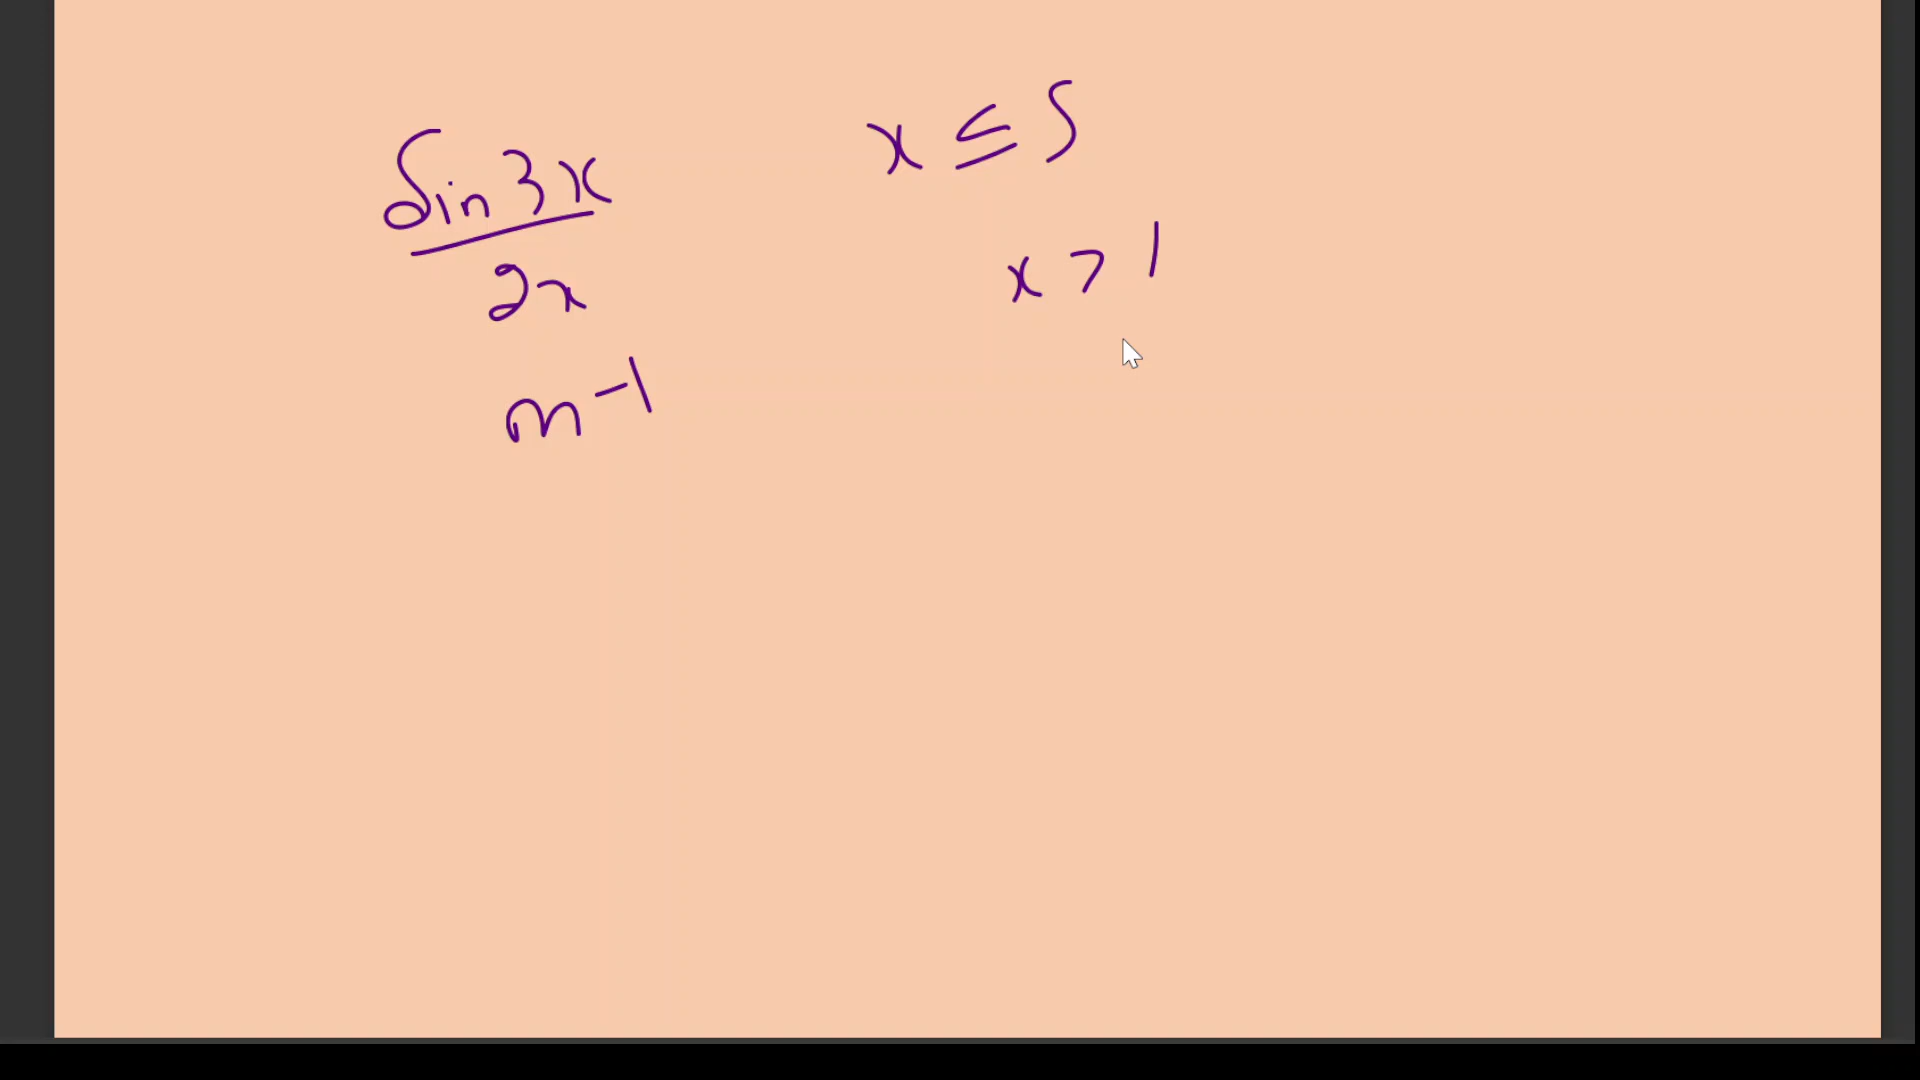 sin 3x / 2x
m - 1
x ≤ 5
x > 1